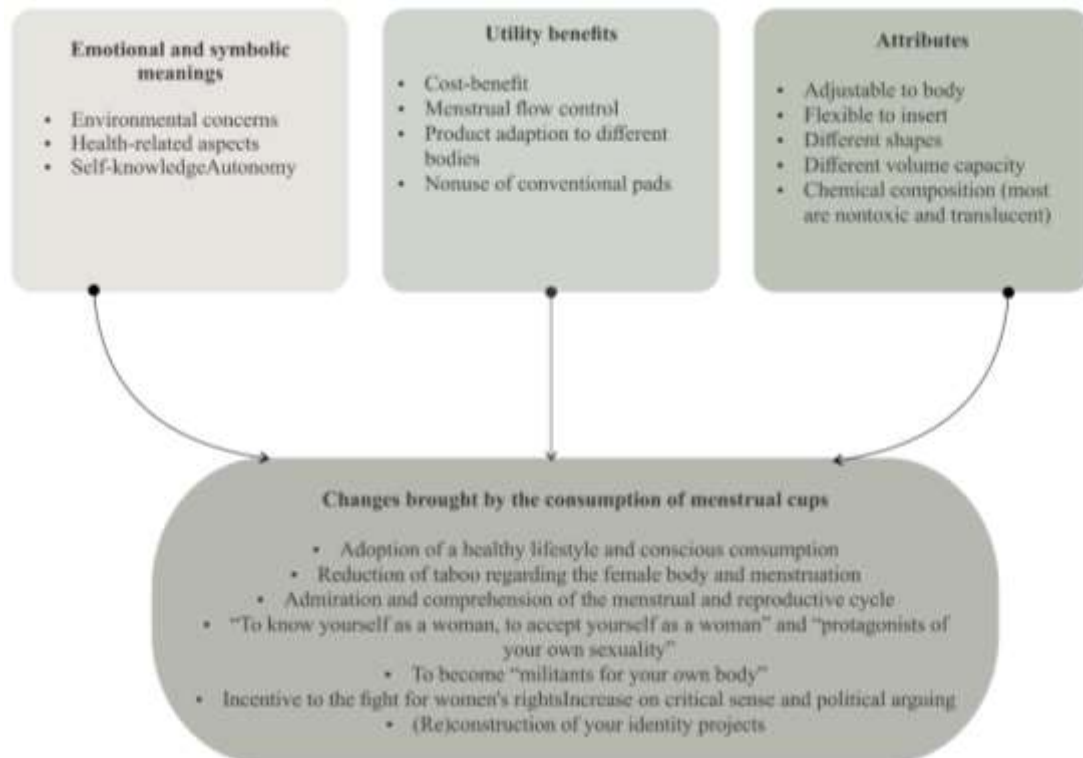 Emotional and symbolic
meanings
• Environmental concerns
• Health-related aspects
• Self-knowledgeAutonomy
Utility benefits
• Cost-benefit
• Menstrual flow control
• Product adaption to different
bodies
• Nonuse of conventional pads
Attributes
• Adjustable to body
• Flexible to insert
• Different shapes
• Different volume capacity
• Chemical composition (most
are nontoxic and translucent)
Changes brought by the consumption of menstrual cups
• Adoption of a healthy lifestyle and conscious consumption
• Reduction of taboo regarding the female body and menstruation
• Admiration and comprehension of the menstrual and reproductive cycle
• “To know yourself as a woman, to accept yourself as a woman” and “protagonists of
your own sexuality”
• To become “militants for your own body”
• Incentive to the fight for women's rightsIncrease on critical sense and political arguing
• (Re)construction of your identity projects